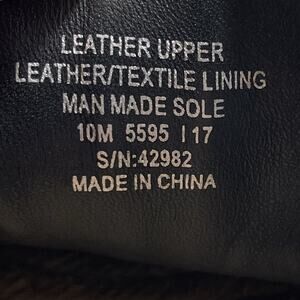 LEATHER UPPER
LEATHER/TEXTILE LINING
MAN MADE SOLE
10M 5595 I 17
S/N:42982
MADE IN CHINA